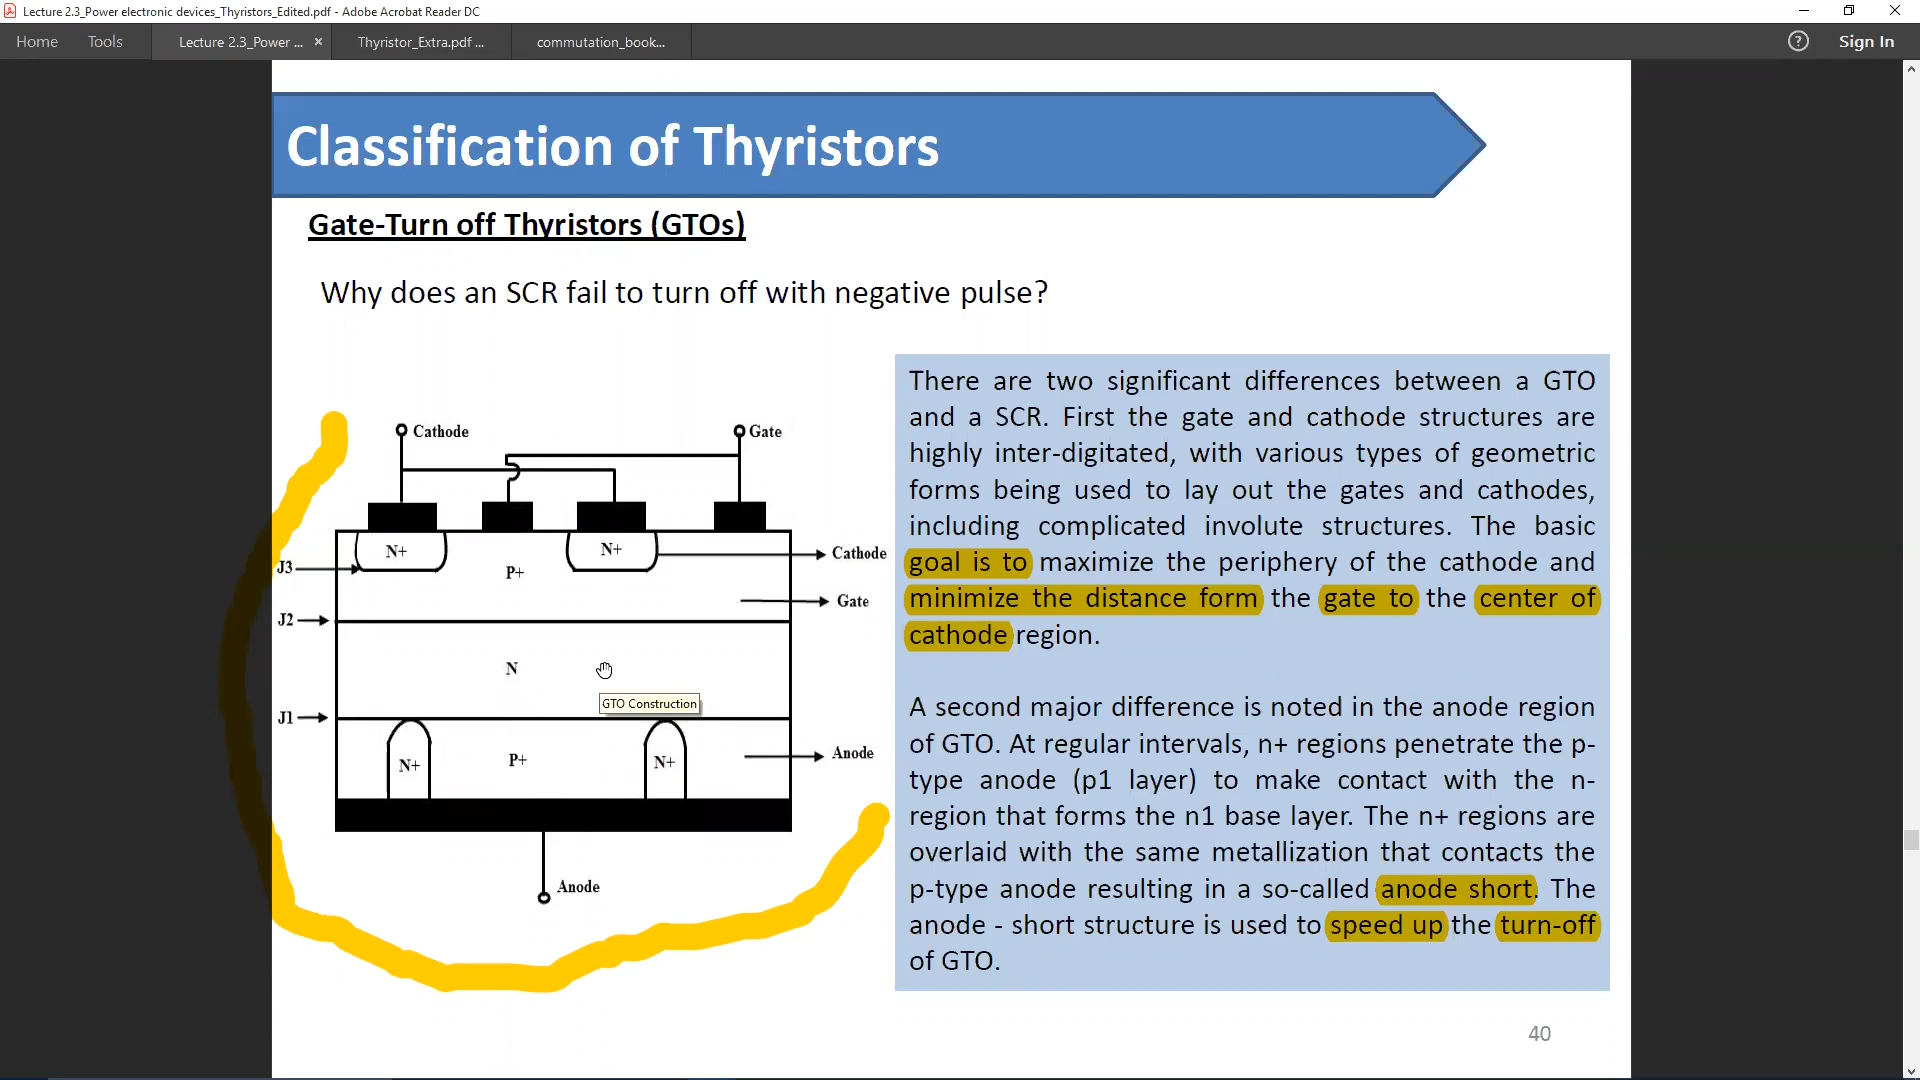 Lecture 2.3_Power electronic devices_Thyristors_Edited.pdf - Adobe Acrobat Reader DC
Home Tools Lecture 2.3_Power ... × Thyristor_Extra.pdf ... commutation_book... ? Sign In
Classification of Thyristors
Gate-Turn off Thyristors (GTOs)
Why does an SCR fail to turn off with negative pulse?
Cathode
Gate
N+
N+
Cathode
J3
P+
Gate
J2
N
GTO Construction
J1
N+
P+
N+
Anode
Anode
There are two significant differences between a GTO
and a SCR. First the gate and cathode structures are
highly inter-digitated, with various types of geometric
forms being used to lay out the gates and cathodes,
including complicated involute structures. The basic
goal is to maximize the periphery of the cathode and
minimize the distance form the gate to the center of
cathode region.
A second major difference is noted in the anode region
of GTO. At regular intervals, n+ regions penetrate the p-
type anode (p1 layer) to make contact with the n-
region that forms the n1 base layer. The n+ regions are
overlaid with the same metallization that contacts the
p-type anode resulting in a so-called anode short. The
anode - short structure is used to speed up the turn-off
of GTO.
40